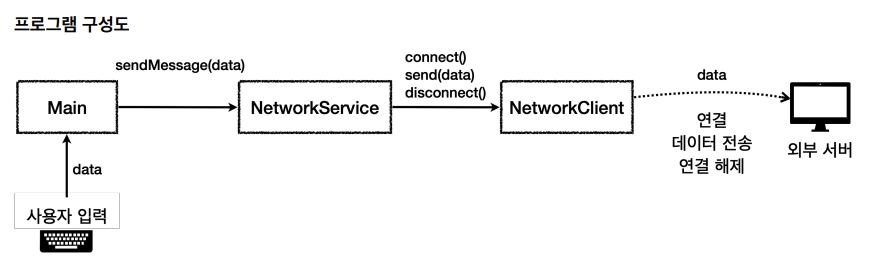 프로그램 구성도
sendMessage(data)
connect()
send(data)
disconnect()
data
Main
NetworkService
NetworkClient
연결
데이터 전송
연결 해제
외부 서버
data
사용자 입력